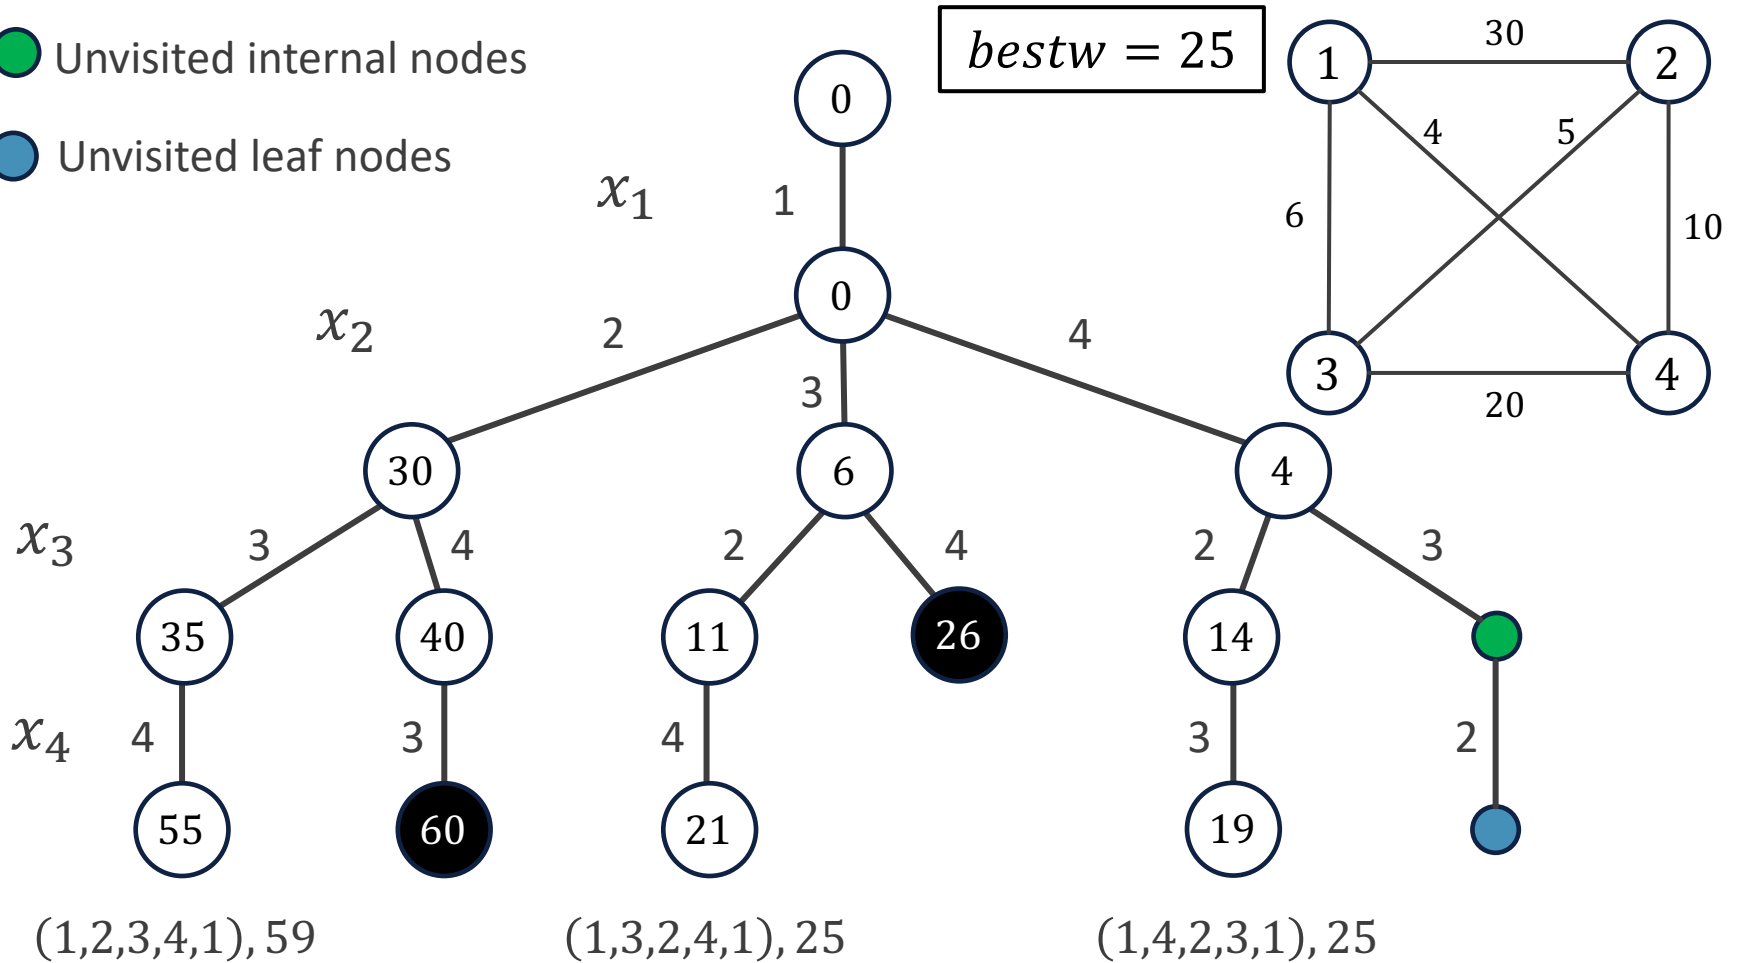 Unvisited internal nodes
Unvisited leaf nodes
bestw = 25
1 30 2
4 5
6 10
3 20 4
0
x₁ 1
0
x₂ 2 3 4
30 6 4
x₃ 3 4 2 4 2 3
35 40 11 26 14
x₄ 4 3 4 3 2
55 60 21 19
(1,2,3,4,1), 59 (1,3,2,4,1), 25 (1,4,2,3,1), 25